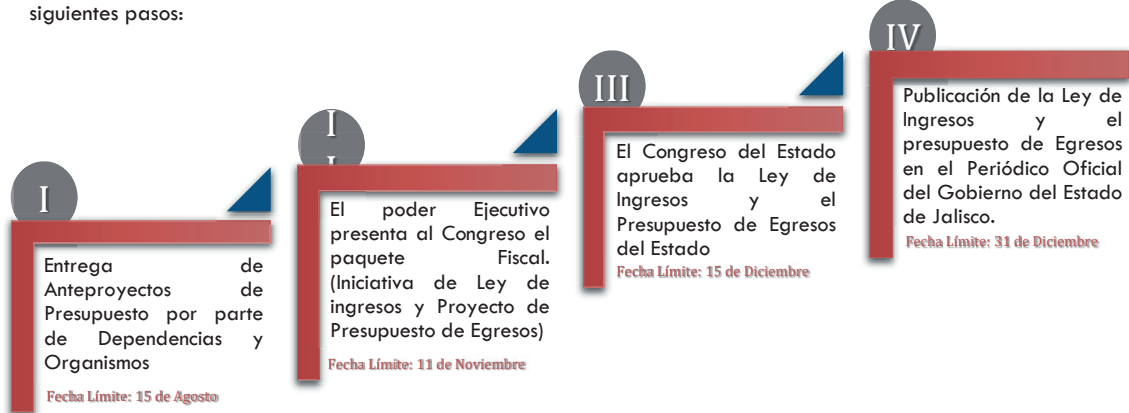 siguientes pasos:
I
Entrega de
Anteproyectos de
Presupuesto por parte
de Dependencias y
Organismos
Fecha Límite: 15 de Agosto
I
I
El poder Ejecutivo
presenta al Congreso el
paquete Fiscal.
(Iniciativa de Ley de
ingresos y Proyecto de
Presupuesto de Egresos)
Fecha Límite: 11 de Noviembre
III
El Congreso del Estado
aprueba la Ley de
Ingresos y el
Presupuesto de Egresos
del Estado
Fecha Límite: 15 de Diciembre
IV
Publicación de la Ley de
Ingresos y el
presupuesto de Egresos
en el Periódico Oficial
del Gobierno del Estado
de Jalisco.
Fecha Límite: 31 de Diciembre